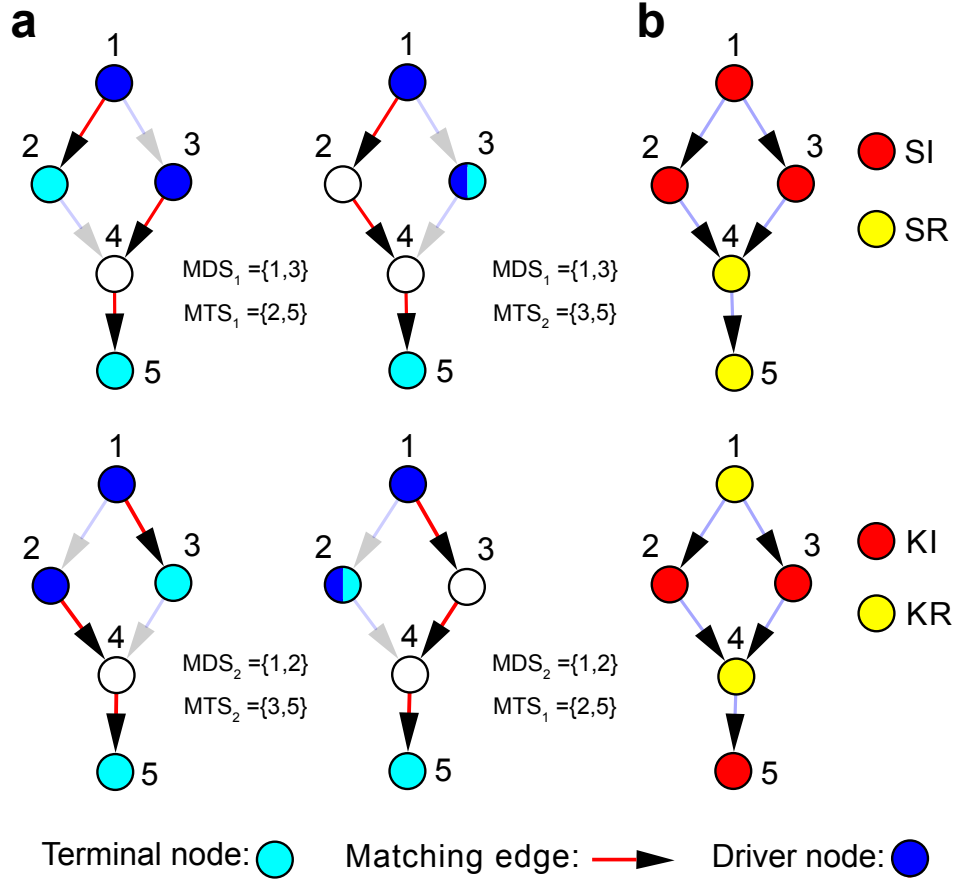 a
1
2
3
4
MDS1 ={1,3}
MTS1 ={2,5}
5
1
2
3
4
MDS1 ={1,3}
MTS2 ={3,5}
5
1
2
3
4
MDS2 ={1,2}
MTS2 ={3,5}
5
1
2
3
4
MDS2 ={1,2}
MTS1 ={2,5}
5
b
1
2
3
4
5
SI
SR
1
2
3
4
5
KI
KR
Terminal node:
Matching edge:
Driver node: